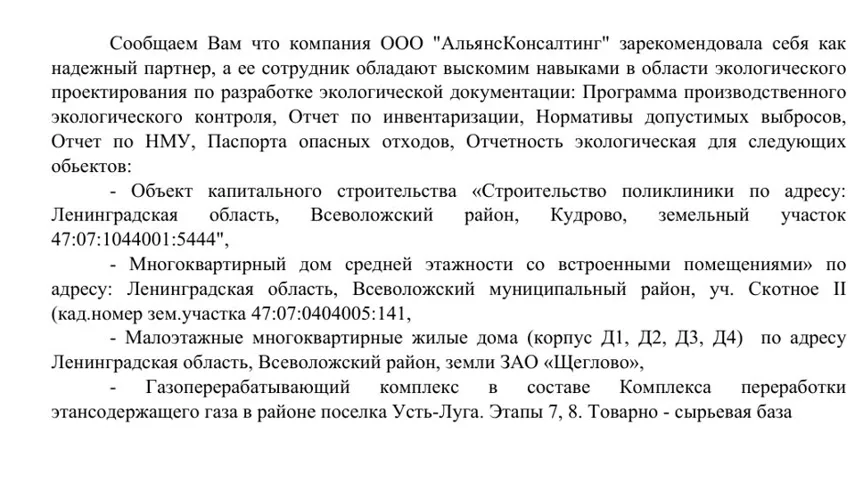 Сообщаем Вам что компания ООО "АльянсКонсалтинг" зарекомендовала себя как
надежный партнер, а ее сотрудник обладают выскомим навыками в области экологического
проектирования по разработке экологической документации: Программа производственного
экологического контроля, Отчет по инвентаризации, Нормативы допустимых выбросов,
Отчет по НМУ, Паспорта опасных отходов, Отчетность экологическая для следующих
обьектов:
- Объект капитального строительства «Строительство поликлиники по адресу:
Ленинградская область, Всеволожский район, Кудрово, земельный участок
47:07:1044001:5444",
- Многоквартирный дом средней этажности со встроенными помещениями» по
адресу: Ленинградская область, Всеволожский муниципальный район, уч. Скотное II
(кад.номер зем.участка 47:07:0404005:141,
- Малоэтажные многоквартирные жилые дома (корпус Д1, Д2, Д3, Д4) по адресу
Ленинградская область, Всеволожский район, земли ЗАО «Щеглово»,
- Газоперерабатывающий комплекс в составе Комплекса переработки
этансодержащего газа в районе поселка Усть-Луга. Этапы 7, 8. Товарно - сырьевая база